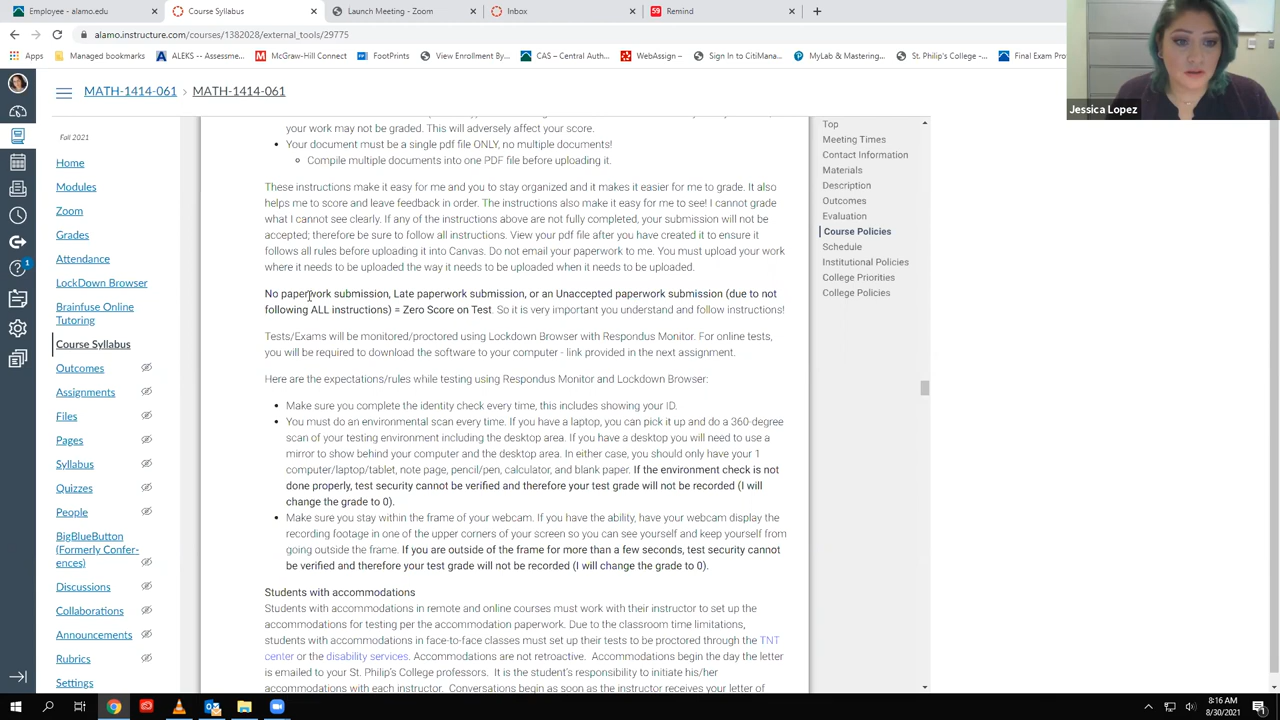 Employee - alamo.edu
Course Syllabus
Launch Meeting - Zoom
Inbox
Remind
alamo.instructure.com/courses/1382028/external_tools/29775
Apps
Managed bookmarks
ALEKS -- Assessme...
McGraw-Hill Connect
FootPrints
View Enrollment By...
CAS – Central Auth...
WebAssign –
Sign In to CitiMana...
MyLab & Mastering...
St. Philip's College -...
Final Exam Pro
Jessica Lopez
MATH-1414-061 > MATH-1414-061
Fall 2021
Home
Modules
Zoom
Grades
Attendance
LockDown Browser
Brainfuse Online
Tutoring
Course Syllabus
Outcomes
Assignments
Files
Pages
Syllabus
Quizzes
People
BigBlueButton
(Formerly Confer-
ences)
Discussions
Collaborations
Announcements
Rubrics
Settings
your work may not be graded. This will adversely affect your score.
• Your document must be a single pdf file ONLY, no multiple documents!
Compile multiple documents into one PDF file before uploading it.
These instructions make it easy for me and you to stay organized and it makes it easier for me to grade. It also
helps me to score and leave feedback in order. The instructions also make it easy for me to see! I cannot grade
what I cannot see clearly. If any of the instructions above are not fully completed, your submission will not be
accepted; therefore be sure to follow all instructions. View your pdf file after you have created it to ensure it
follows all rules before uploading it into Canvas. Do not email your paperwork to me. You must upload your work
where it needs to be uploaded the way it needs to be uploaded when it needs to be uploaded.
No paperwork submission, Late paperwork submission, or an Unaccepted paperwork submission (due to not
following ALL instructions) = Zero Score on Test. So it is very important you understand and follow instructions!
Tests/Exams will be monitored/proctored using Lockdown Browser with Respondus Monitor. For online tests,
you will be required to download the software to your computer - link provided in the next assignment.
Here are the expectations/rules while testing using Respondus Monitor and Lockdown Browser:
• Make sure you complete the identity check every time, this includes showing your ID.
• You must do an environmental scan every time. If you have a laptop, you can pick it up and do a 360-degree
scan of your testing environment including the desktop area. If you have a desktop you will need to use a
mirror to show behind your computer and the desktop area. In either case, you should only have your 1
computer/laptop/tablet, note page, pencil/pen, calculator, and blank paper. If the environment check is not
done properly, test security cannot be verified and therefore your test grade will not be recorded (I will
change the grade to 0).
• Make sure you stay within the frame of your webcam. If you have the ability, have your webcam display the
recording footage in one of the upper corners of your screen so you can see yourself and keep yourself from
going outside the frame. If you are outside of the frame for more than a few seconds, test security cannot
be verified and therefore your test grade will not be recorded (I will change the grade to 0).
Students with accommodations
Students with accommodations in remote and online courses must work with their instructor to set up the
accommodations for testing per the accommodation paperwork. Due to the classroom time limitations,
students with accommodations in face-to-face classes must set up their tests to be proctored through the TNT
center or the disability services. Accommodations are not retroactive. Accommodations begin the day the letter
is emailed to your St. Philip's College professors. It is the student's responsibility to initiate his/her
accommodations with each instructor. Conversations begin as soon as the instructor receives your letter of
Top
Meeting Times
Contact Information
Materials
Description
Outcomes
Evaluation
Course Policies
Schedule
Institutional Policies
College Priorities
College Policies
8:16 AM
8/30/2021